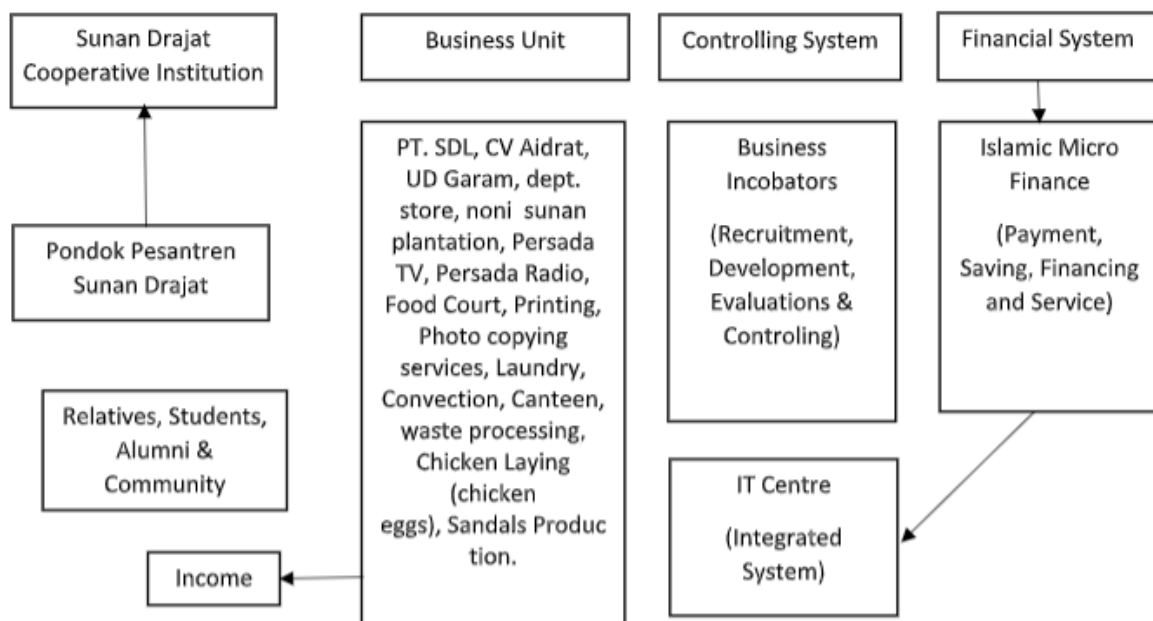 Sunan Drajat
Cooperative Institution
Business Unit
Controlling System
Financial System
Pondok Pesantren
Sunan Drajat
Relatives, Students,
Alumni &
Community
Income
PT. SDL, CV Aidrat,
UD Garam, dept.
store, noni sunan
plantation, Persada
TV, Persada Radio,
Food Court, Printing,
Photo copying
services, Laundry,
Convection, Canteen,
waste processing,
Chicken Laying
(chicken
eggs), Sandals Produc
tion.
Business
Incobators
(Recruitment,
Development,
Evaluations &
Controling)
IT Centre
(Integrated
System)
Islamic Micro
Finance
(Payment,
Saving, Financing
and Service)